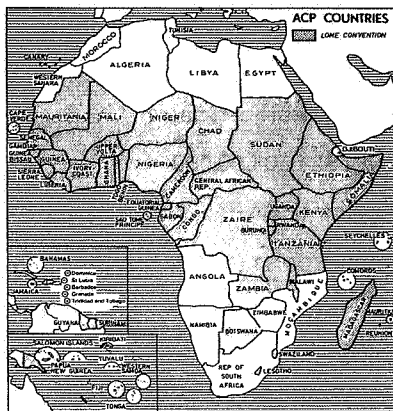 ACP COUNTRIES
LOME CONVENTION
TUNISIA
MOROCCO
CANARY
ALGERIA
LIBYA
EGYPT
WESTERN SAHARA
MAURITANIA
MALI
NIGER
CHAD
SUDAN
DJIBOUTI
CAPE VERDE
SENEGAL
GAMBIA
GUINEA BISSAU
GUINEA
SIERRA LEONE
LIBERIA
IVORY COAST
UPPER
GHANA
TOGO
BENIN
NIGERIA
CAMEROON
CENTRAL AFRICAN REP.
ETHIOPIA
SOMALIA
EQUATORIAL GUINEA
SAO TOME PRINCIPE
GABON
CONGO
ZAIRE
UGANDA
KENYA
RWANDA
BURUNDI
TANZANIA
SEYCHELLES
BAHAMAS
JAMAICA
Dominica
St Lucia
Barbados
Grenada
Trinidad and Tobago
GUYANA
SURINAM
ANGOLA
ZAMBIA
MALAWI
MOZAMBIQUE
COMOROS
MADAGASCAR
MAURITIUS
REUNION
ZIMBABWE
NAMIBIA
BOTSWANA
SWAZILAND
LESOTHO
REP OF SOUTH AFRICA
SOLOMON ISLANDS
KIRIBATI
TUVALU
PAPUA NEW GUINEA
WESTERN SAMOA
FIJI
TONGA